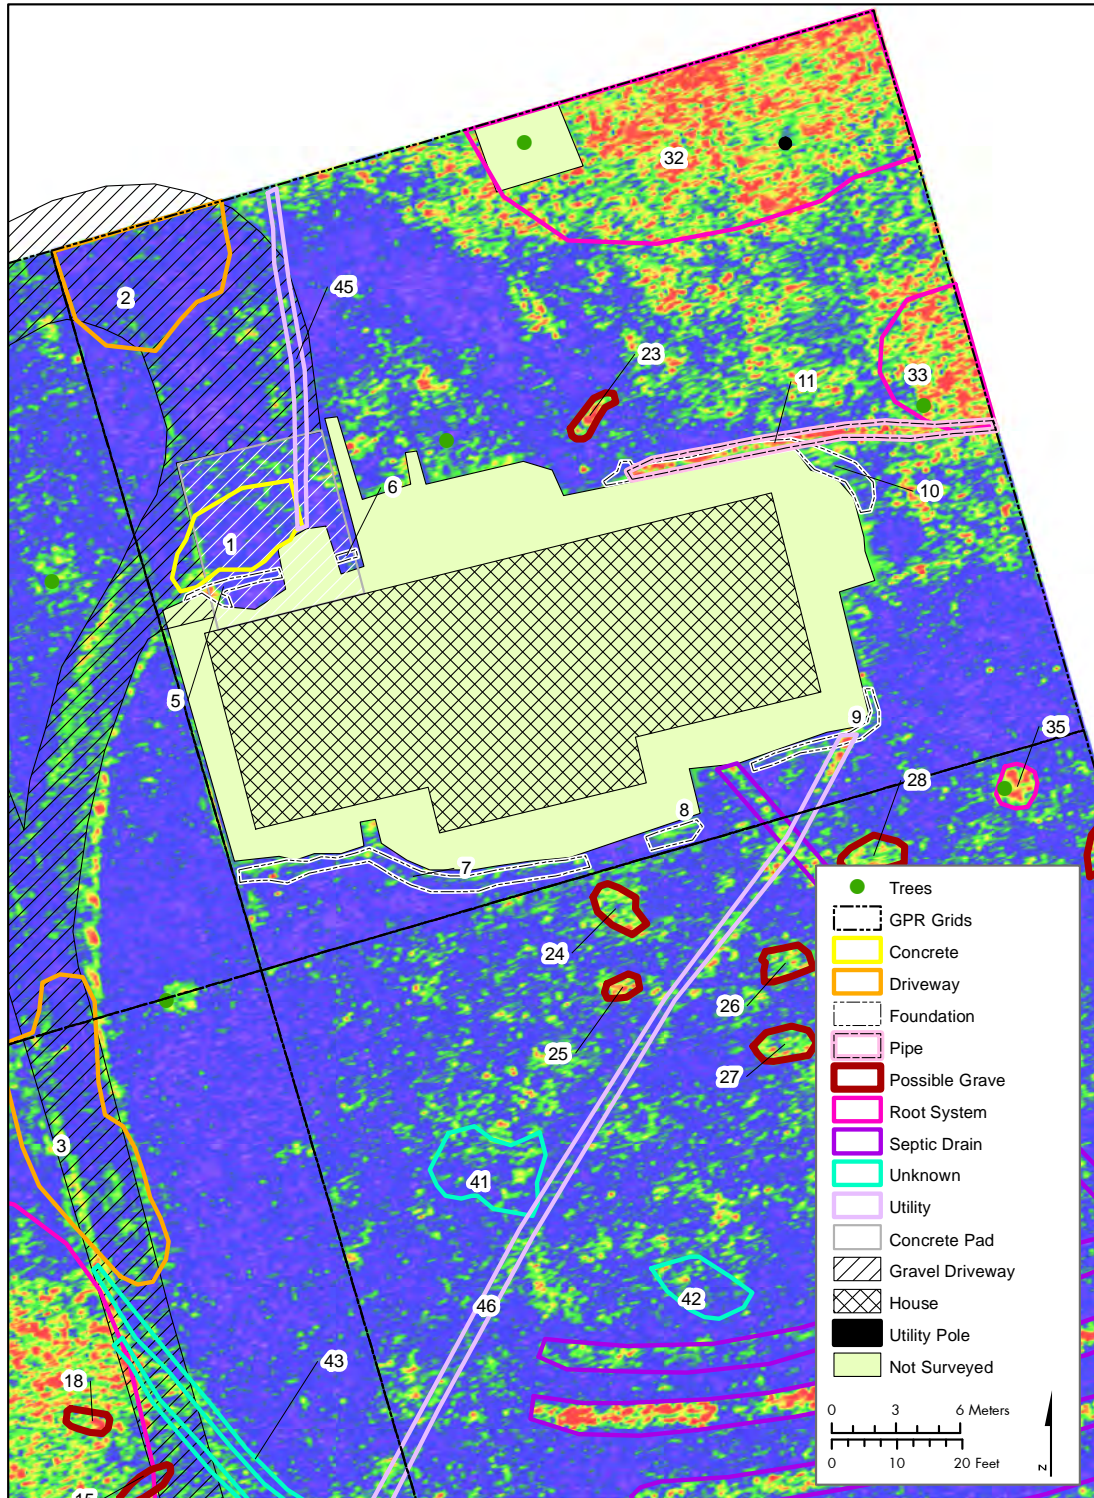 32
2
45
23
33
11
6
10
1
5
9
35
28
8
7
24
26
25
27
3
41
42
46
43
18
15
Trees
GPR Grids
Concrete
Driveway
Foundation
Pipe
Possible Grave
Root System
Septic Drain
Unknown
Utility
Concrete Pad
Gravel Driveway
House
Utility Pole
Not Surveyed
0 3 6 Meters
0 10 20 Feet
N